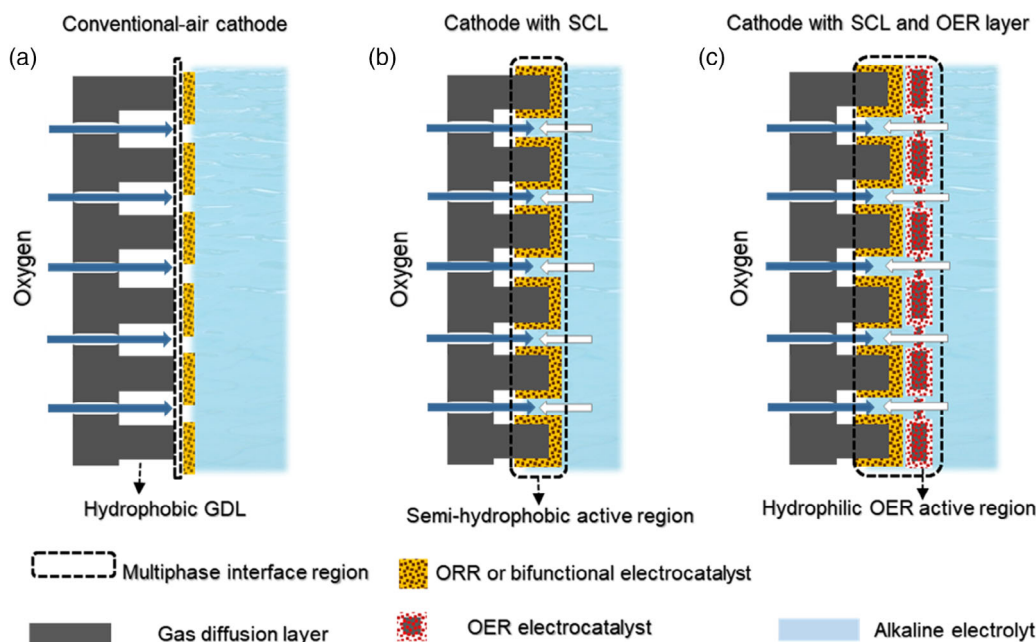 Conventional-air cathode
Cathode with SCL
Cathode with SCL and OER layer
(a)
(b)
(c)
Oxygen
Oxygen
Oxygen
Hydrophobic GDL
Semi-hydrophobic active region
Hydrophilic OER active region
Multiphase interface region
ORR or bifunctional electrocatalyst
Gas diffusion layer
OER electrocatalyst
Alkaline electrolyt